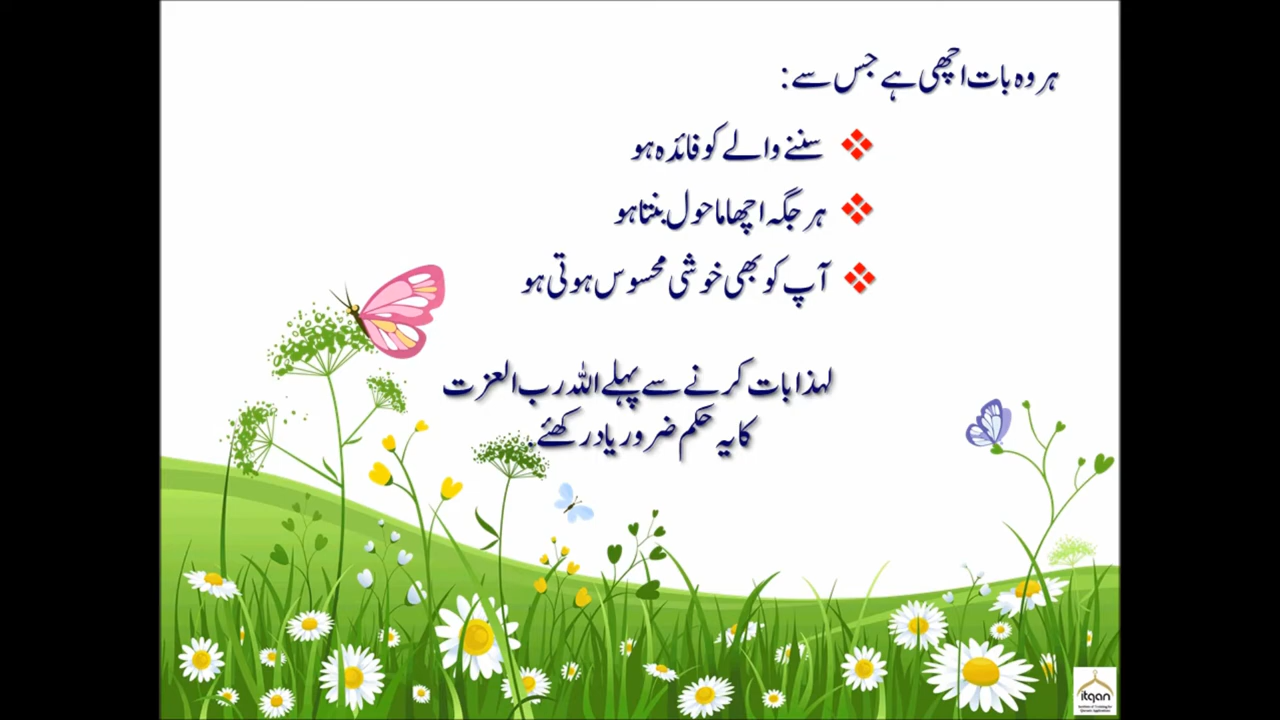 ہر وہ بات اچھی ہے جس سے:
سننے والے کو فائدہ ہو
ہر جگہ اچھا ماحول بنتا ہو
آپ کو بھی خوشی محسوس ہوتی ہو
لہذا بات کرنے سے پہلے اللہ رب العزت
کا یہ حکم ضرور یاد رکھئے.
itqan